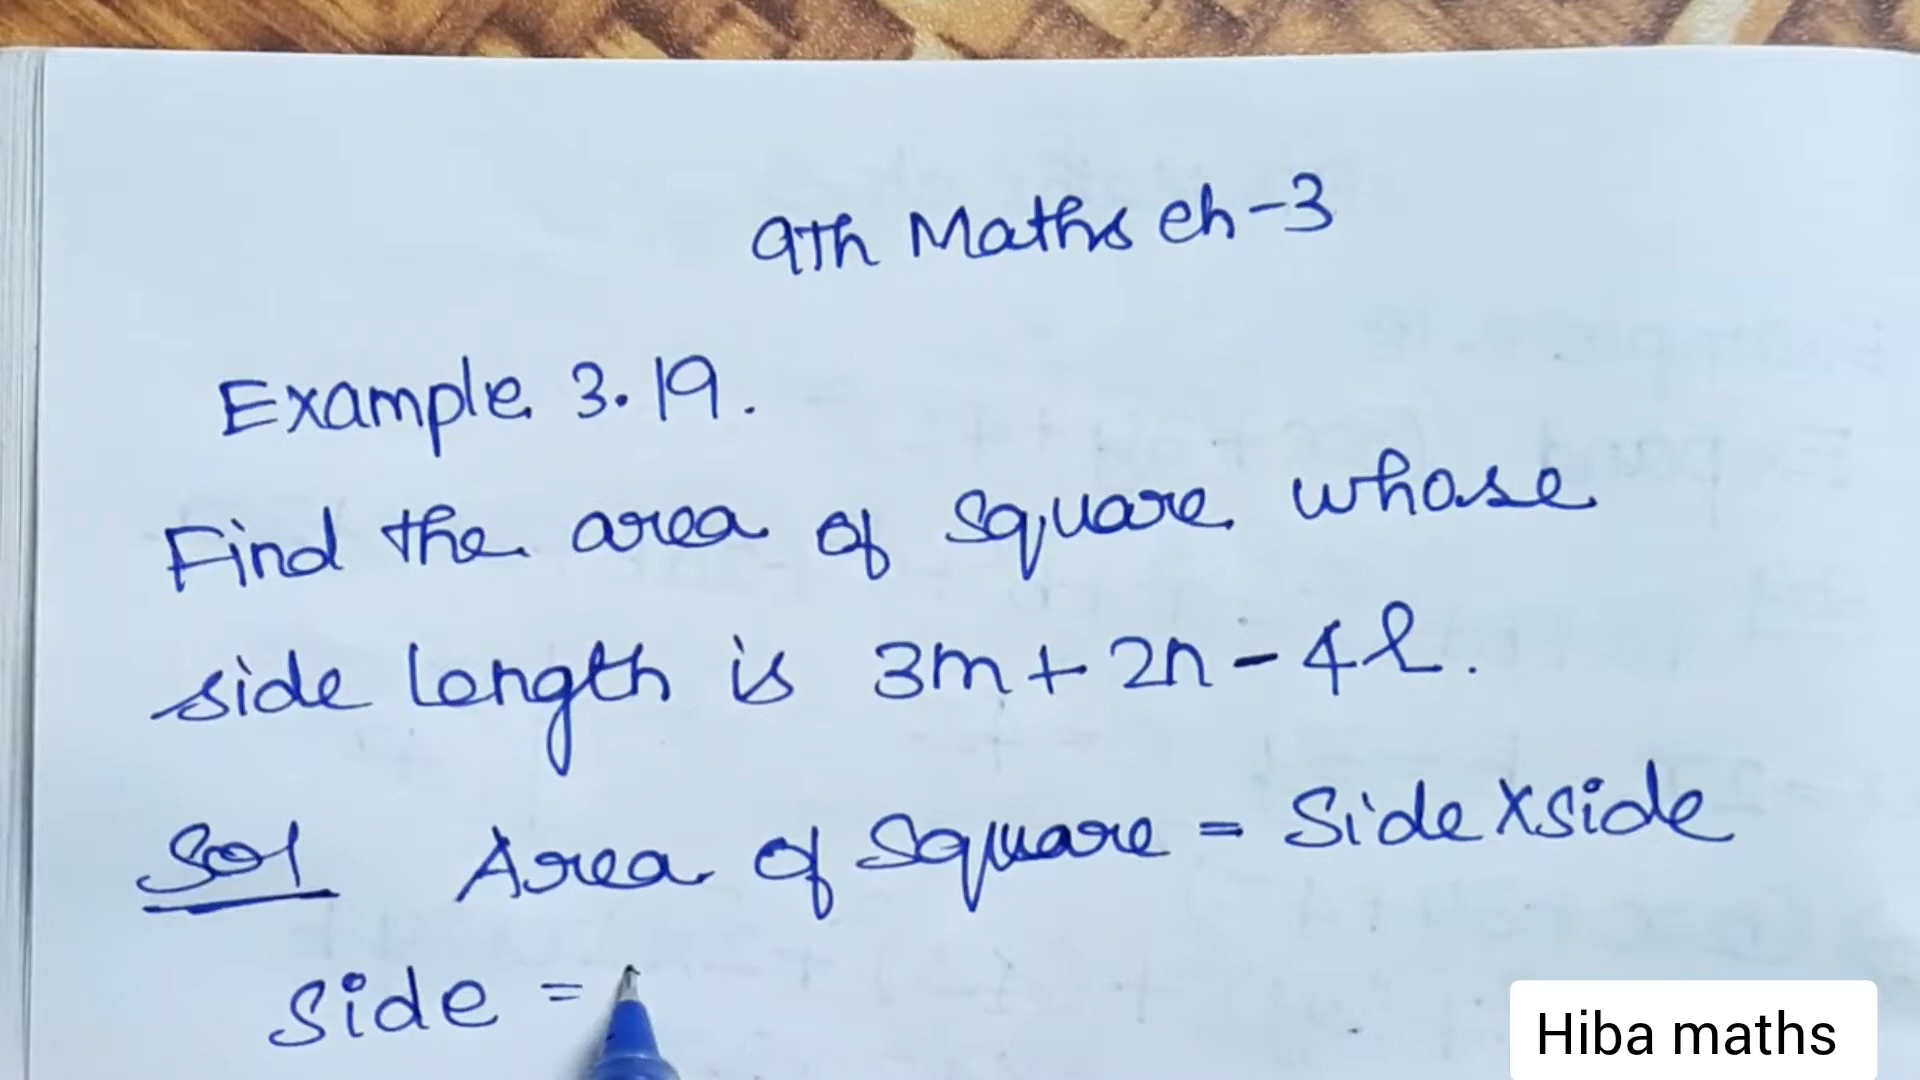 9Th Maths ch-3
Example 3.19.
Find the area of square whose
side length is 3m+2n-4l.
Sol Area of Square = Side X Side
Side =
Hiba maths